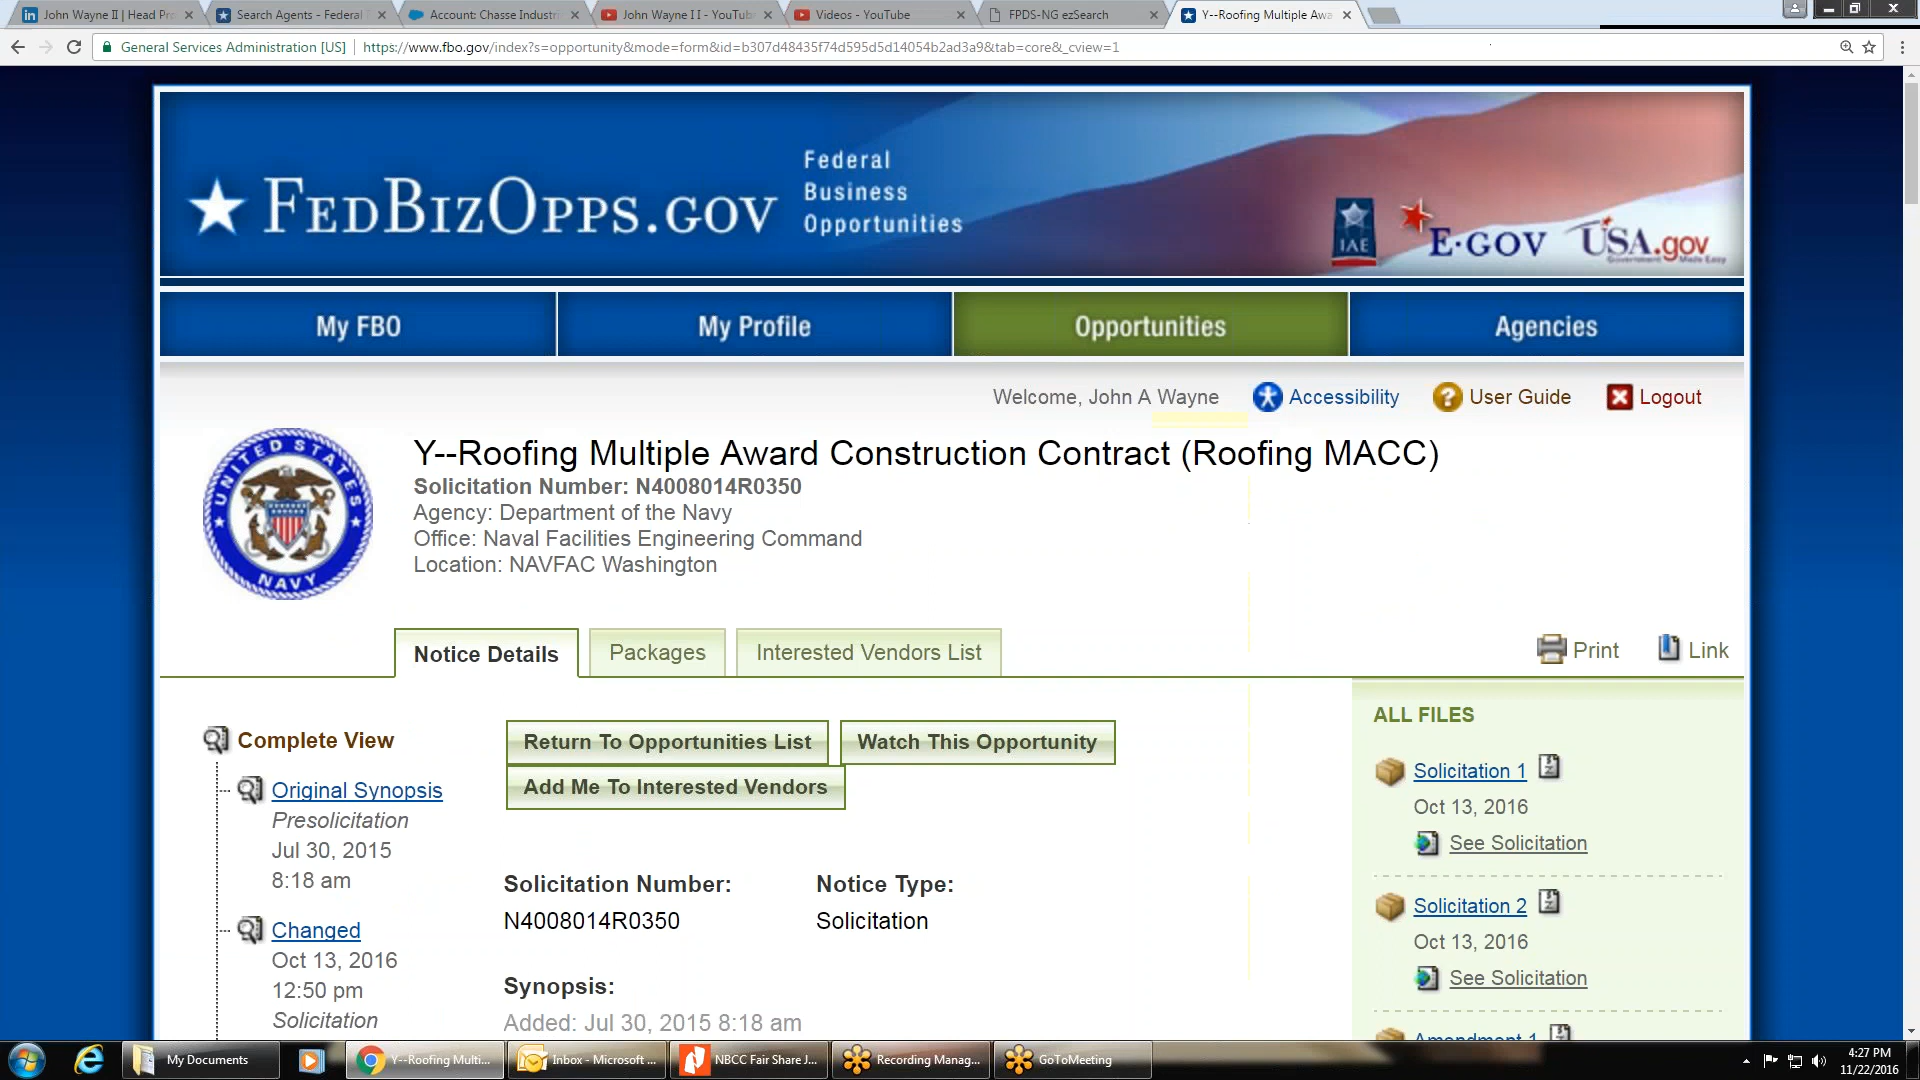 John Wayne II | Head Pr
Search Agents - Federal
Account: Chasse Industri
John Wayne I I - YouTub
Videos - YouTube
FPDS-NG ezSearch
Y--Roofing Multiple Awa
General Services Administration [US]
https://www.fbo.gov/index?s=opportunity&mode=form&id=b307d48435f74d595d5d14054b2ad3a9&tab=core&_cview=1
FEDBIZOPPS.GOV
Federal
Business
Opportunities
IAE
E-GOV
USA.gov
Government Made Easy
My FBO
My Profile
Opportunities
Agencies
Welcome, John A Wayne
Accessibility
User Guide
Logout
UNITED STATES
NAVY
Y--Roofing Multiple Award Construction Contract (Roofing MACC)
Solicitation Number: N4008014R0350
Agency: Department of the Navy
Office: Naval Facilities Engineering Command
Location: NAVFAC Washington
Notice Details
Packages
Interested Vendors List
Print
Link
Complete View
Original Synopsis
Presolicitation
Jul 30, 2015
8:18 am
Changed
Oct 13, 2016
12:50 pm
Solicitation
Return To Opportunities List
Watch This Opportunity
Add Me To Interested Vendors
Solicitation Number:
N4008014R0350
Notice Type:
Solicitation
Synopsis:
Added: Jul 30, 2015 8:18 am
ALL FILES
Solicitation 1
Oct 13, 2016
See Solicitation
Solicitation 2
Oct 13, 2016
See Solicitation
Amendment 1
My Documents
Y--Roofing Multi...
Inbox - Microsoft ...
NBCC Fair Share J...
Recording Manag...
GoToMeeting
4:27 PM
11/22/2016